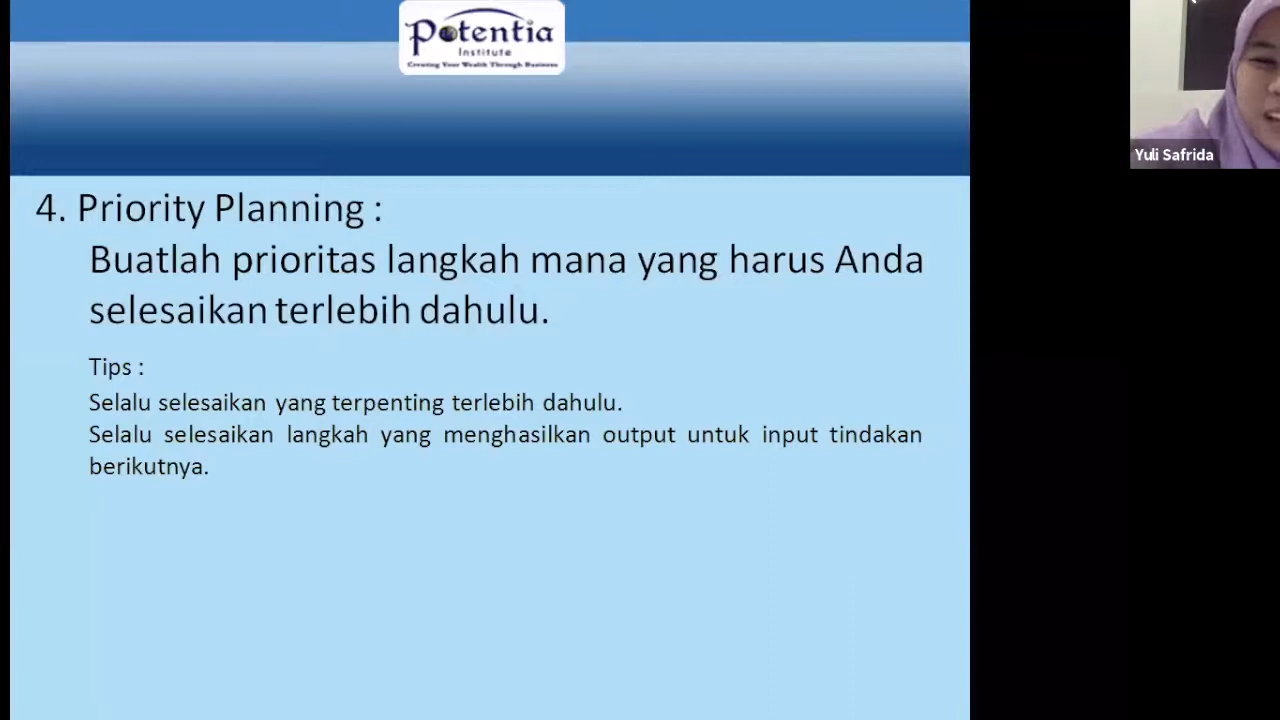 Potentia
Institute
Creating Your Wealth Through Business
Yuli Safrida
4. Priority Planning :
Buatlah prioritas langkah mana yang harus Anda
selesaikan terlebih dahulu.
Tips :
Selalu selesaikan yang terpenting terlebih dahulu.
Selalu selesaikan langkah yang menghasilkan output untuk input tindakan
berikutnya.